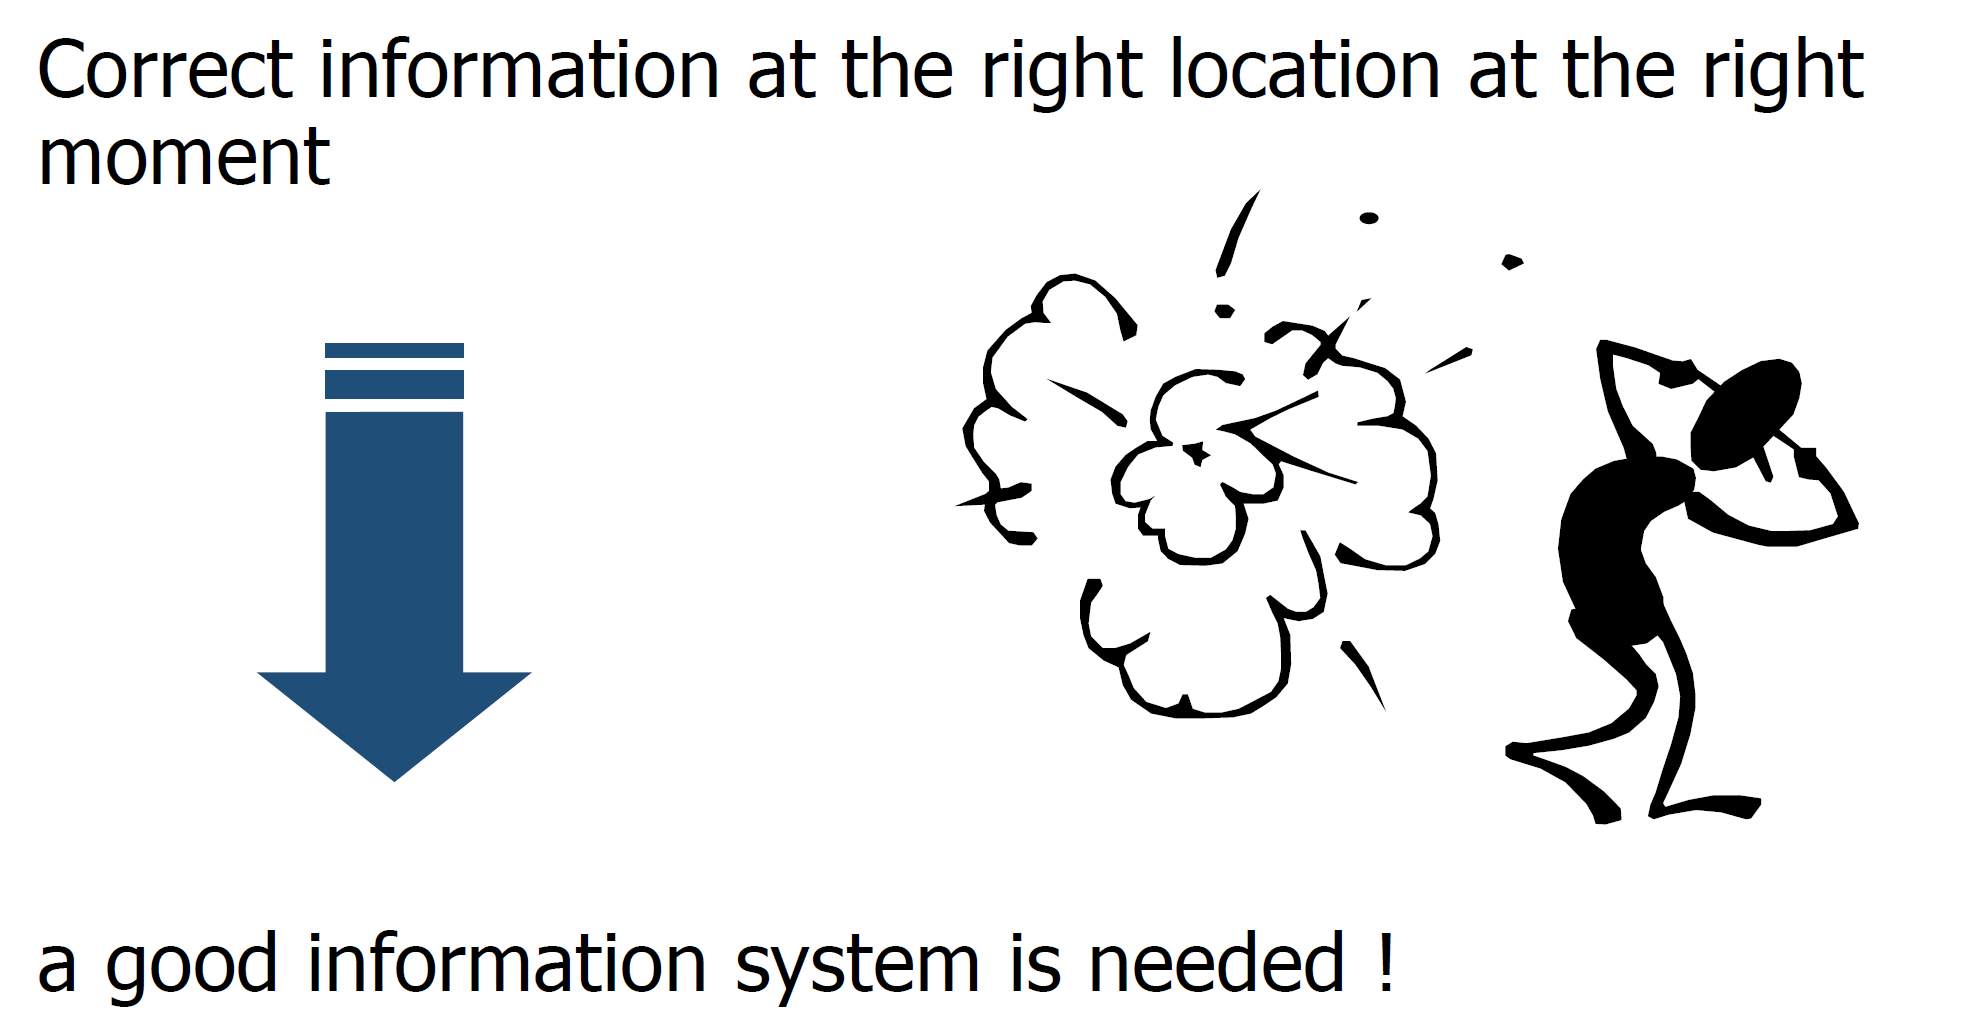 Correct information at the right location at the right
moment
a good information system is needed !